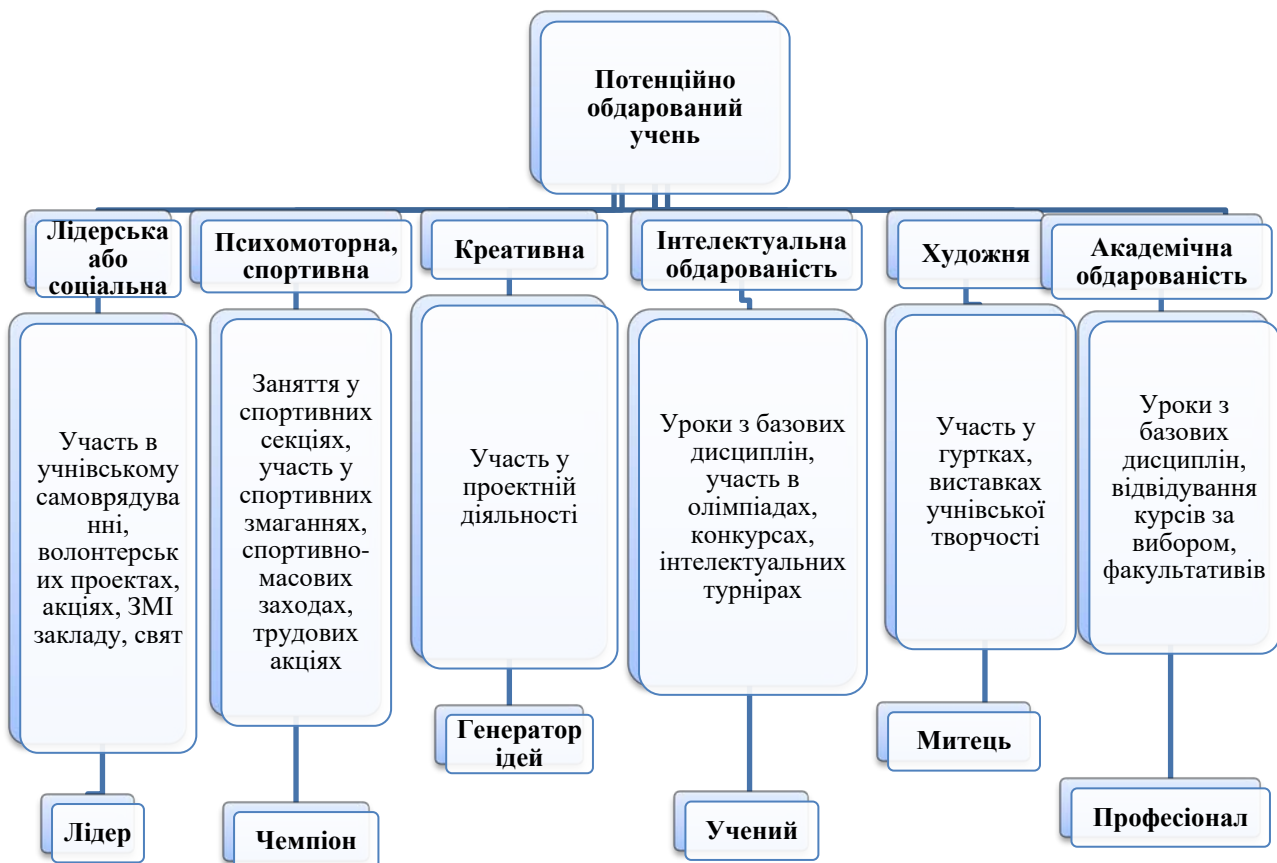 Потенційно
обдарований
учень
Лідерська
або
соціальна
Психомоторна,
спортивна
Креативна
Інтелектуальна
обдарованість
Художня
Академічна
обдарованість
Участь в
учнівському
самоврядува
нні,
волонтерськ
их проектах,
акціях, ЗМІ
закладу, свят
Заняття у
спортивних
секціях,
участь у
спортивних
змаганнях,
спортивно-
масових
заходах,
трудових
акціях
Участь у
проектній
діяльності
Уроки з базових
дисциплін,
участь в
олімпіадах,
конкурсах,
інтелектуальних
турнірах
Участь у
гуртках,
виставках
учнівської
творчості
Уроки з
базових
дисциплін,
відвідування
курсів за
вибором,
факультативів
Лідер
Чемпіон
Генератор
ідей
Учений
Митець
Професіонал